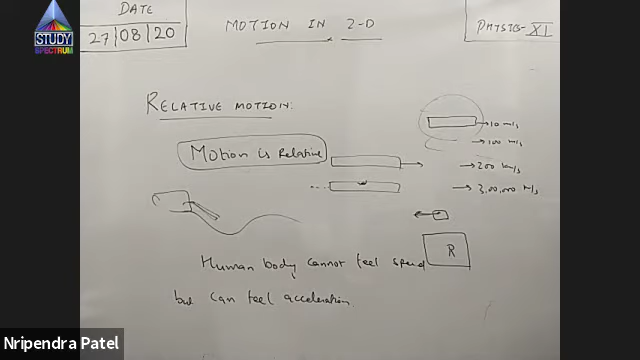 STUDY
SPECTRUM
DATE
27/08/20
MOTION IN 2-D
PHYSICS-XI
RELATIVE MOTION:
Motion is Relative
→10 m/s
→100 m/s
→200 km/s
→3,00,000 m/s
R
Human body cannot feel speed
but can feel acceleration
Nripendra Patel